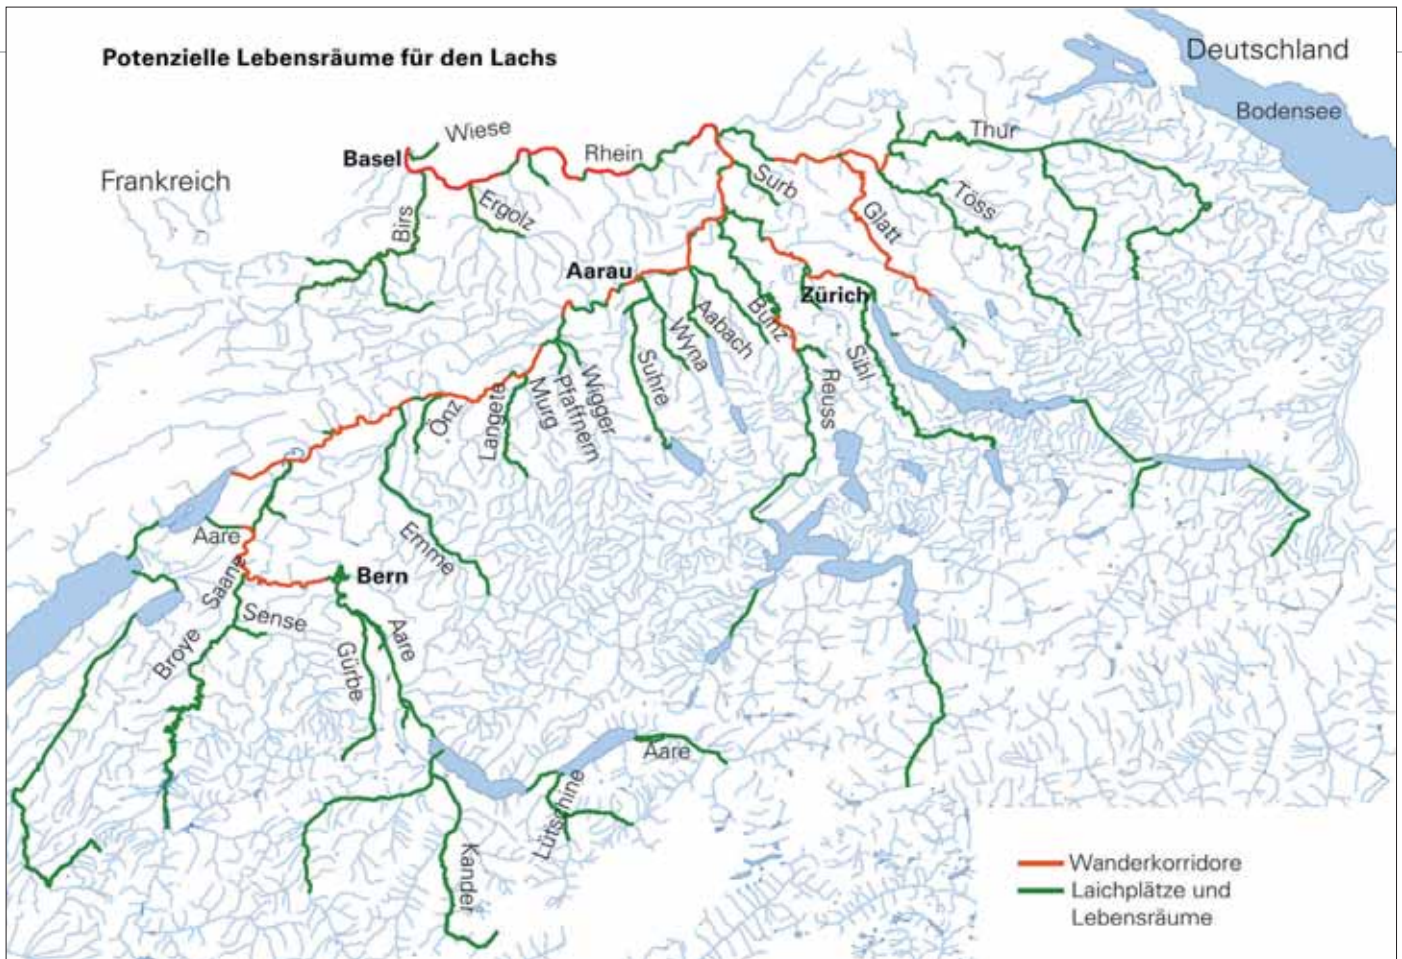 Potenzielle Lebensräume für den Lachs
Deutschland
Bodensee
Wiese
Thur
Basel
Rhein
Frankreich
Surb
Töss
Birs
Ergolz
Glatt
Aarau
Zürich
Bünz
Aabach
Wyna
Suhre
Sihl
Reuss
Wigger
Pfaffnern
Murg
Langete
Önz
Aare
Emme
Saane
Bern
Sense
Broye
Gürbe
Aare
Aare
Lütschine
Kander
Wanderkorridore
Laichplätze und
Lebensräume